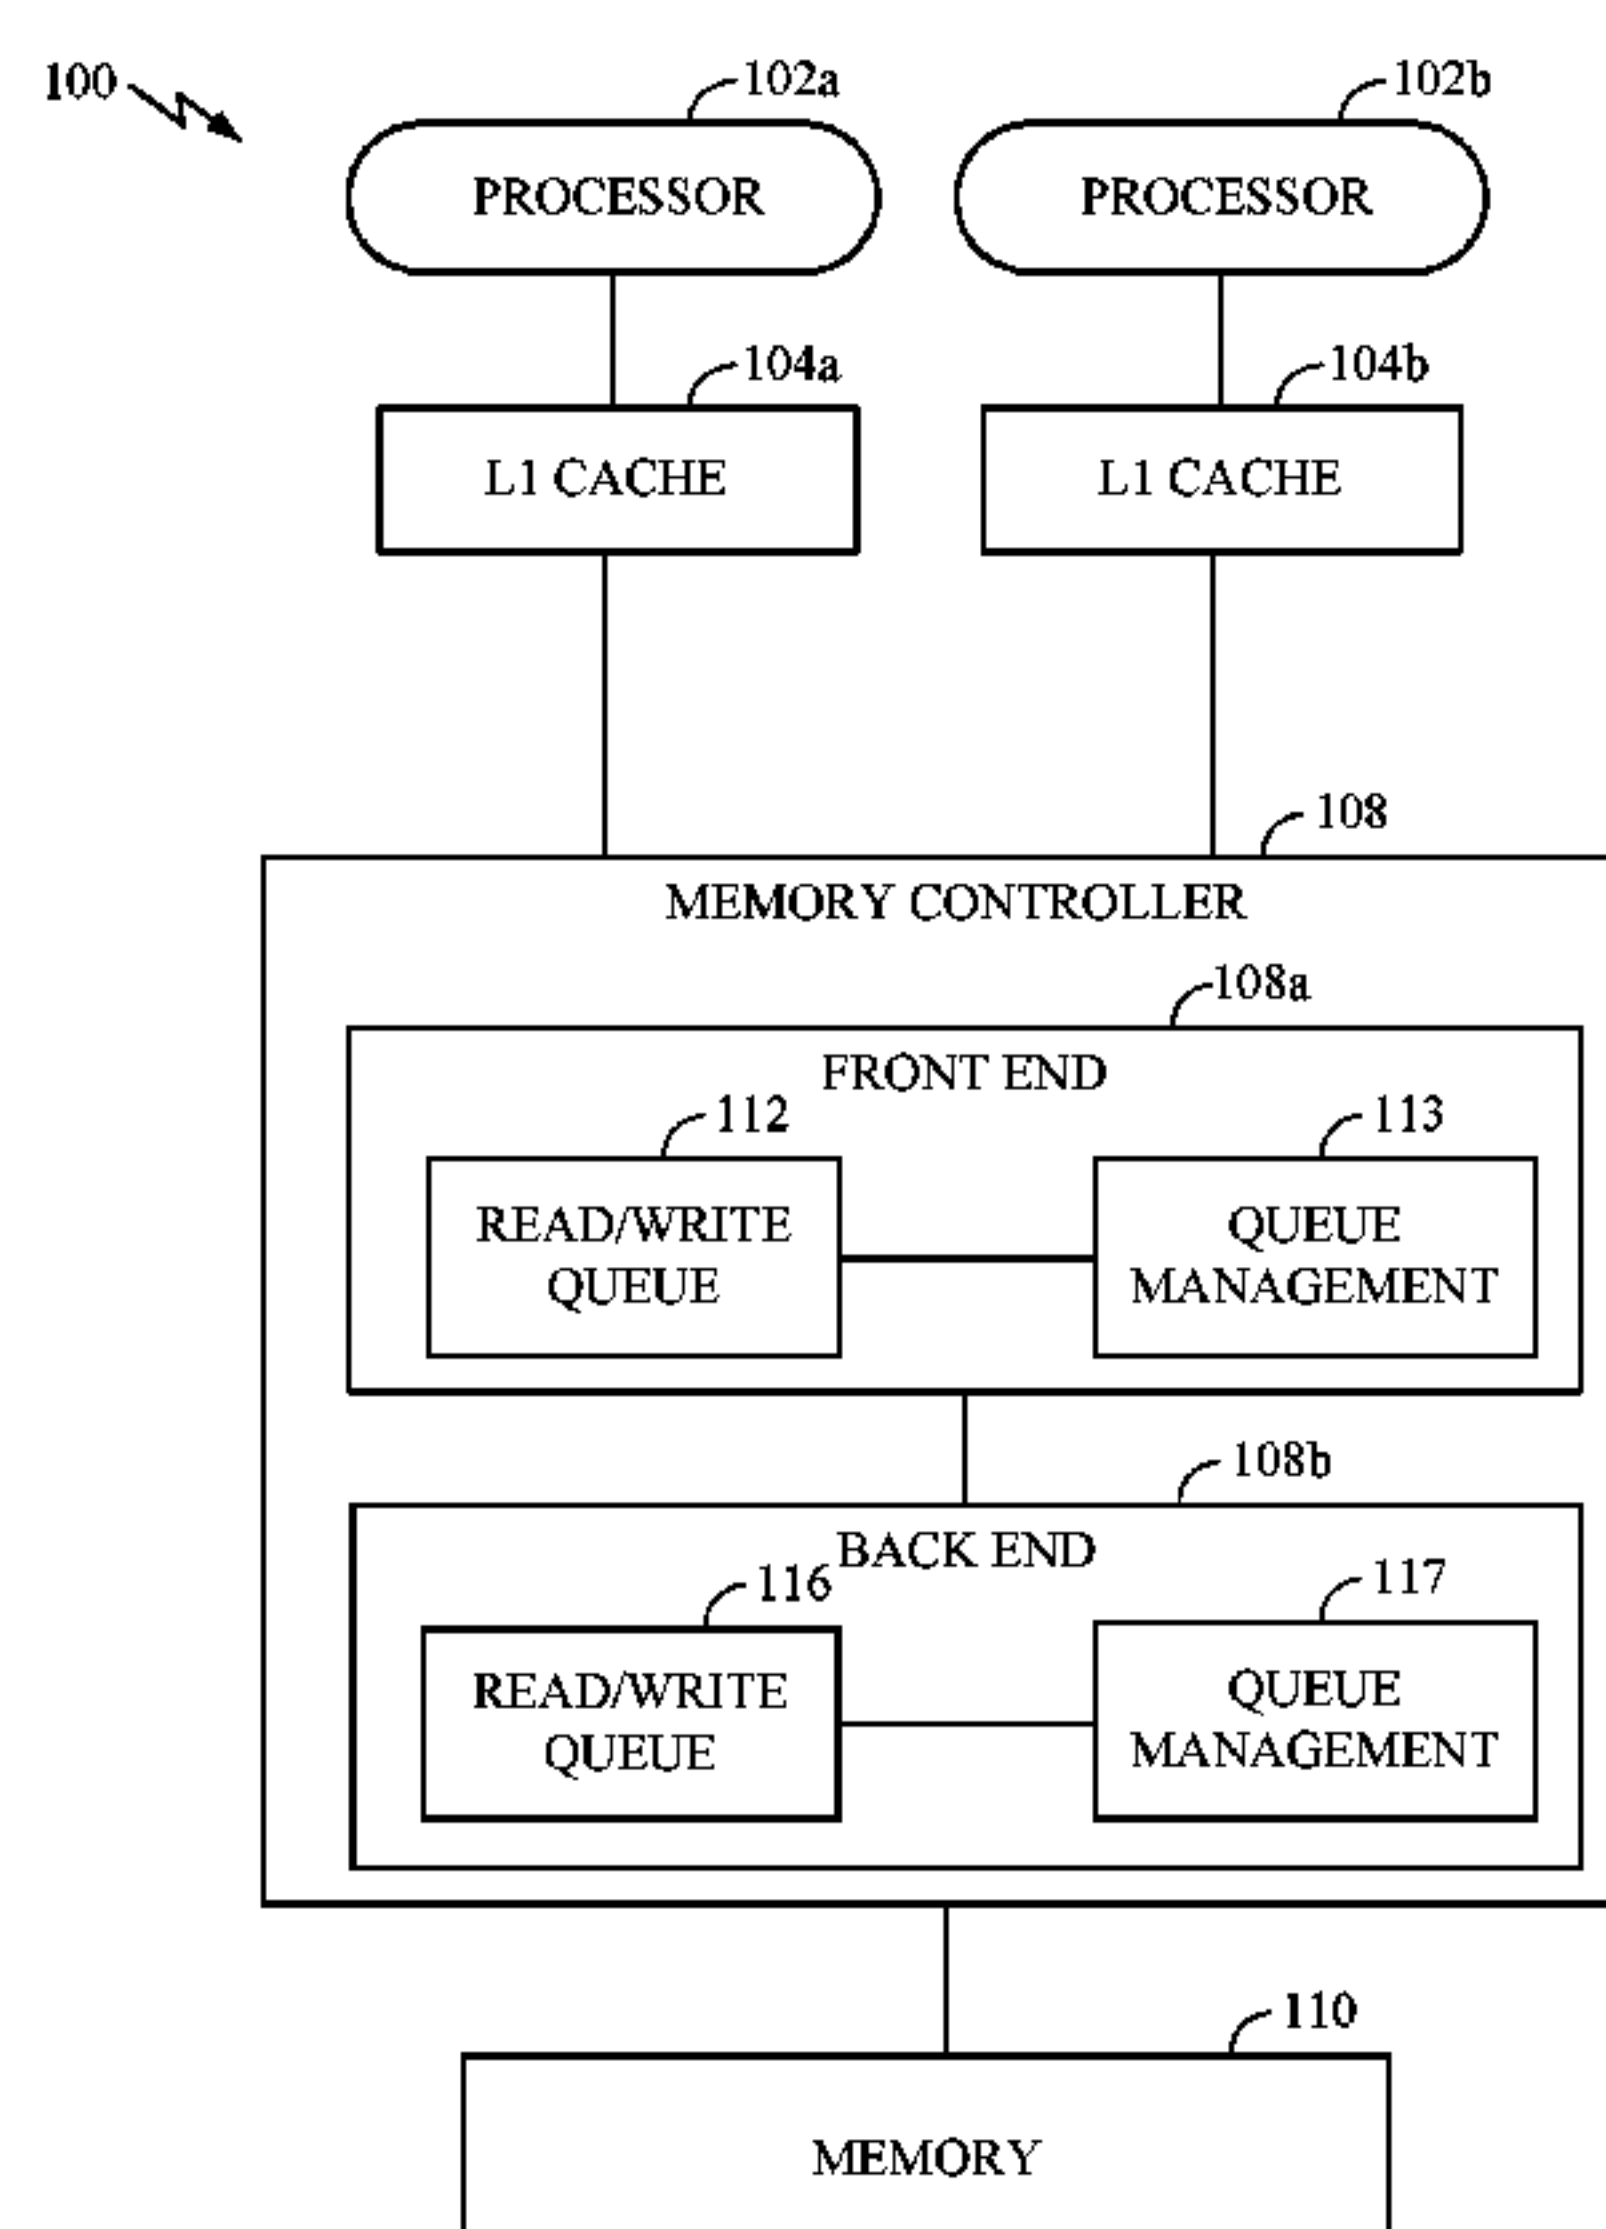 100
102a
102b
PROCESSOR
PROCESSOR
104a
104b
L1 CACHE
L1 CACHE
108
MEMORY CONTROLLER
108a
FRONT END
112
113
READ/WRITE
QUEUE
QUEUE
MANAGEMENT
108b
BACK END
116
117
READ/WRITE
QUEUE
QUEUE
MANAGEMENT
110
MEMORY